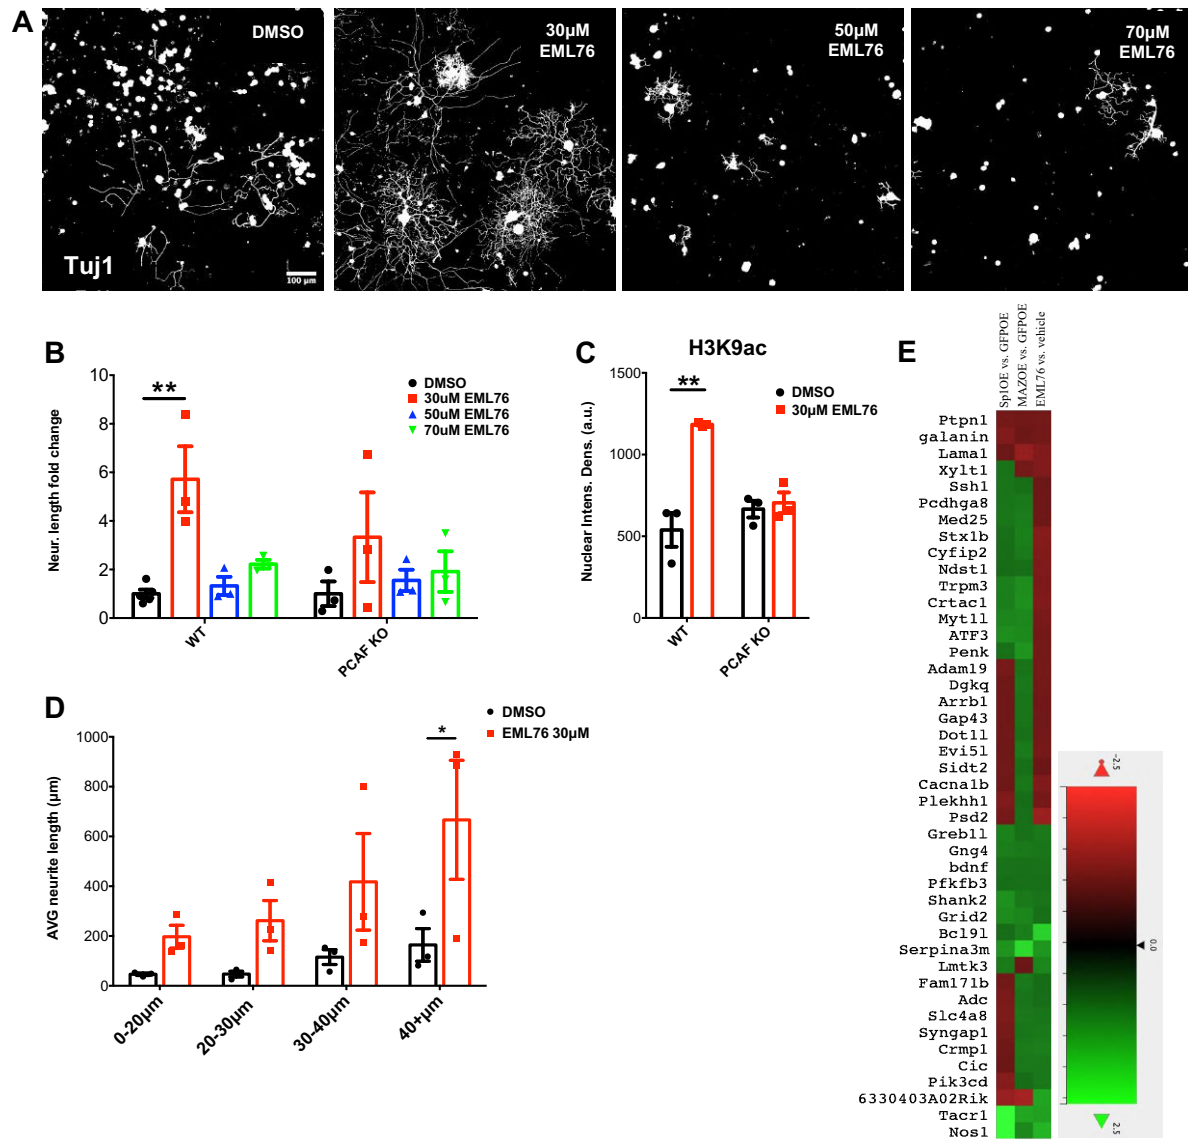 A
DMSO
30µM
EML76
50µM
EML76
70µM
EML76
Tuj1
100 µm
B
10
8
6
4
2
0
Neur. length fold change
**
DMSO
30uM EML76
50uM EML76
70uM EML76
WT
PCAF KO
C
H3K9ac
1500
1000
500
0
Nuclear Intens. Dens. (a.u.)
**
DMSO
30µM EML76
WT
PCAF KO
D
1000
800
600
400
200
0
AVG neurite length (µm)
*
DMSO
EML76 30µM
0-20µm
20-30µm
30-40µm
40+µm
E
Sp1OE vs. GFPOE
MAZOE vs. GFPOE
EML76 vs. vehicle
Ptpn1
galanin
Lama1
Xylt1
Ssh1
Pcdhga8
Med25
Stx1b
Cyfip2
Ndst1
Trpm3
Crtac1
Myt1l
ATF3
Penk
Adam19
Dgkq
Arrb1
Gap43
Dot1l
Evi5l
Sidt2
Cacna1b
Plekhh1
Psd2
Greb1l
Gng4
bdnf
Pfkfb3
Shank2
Grid2
Bcl9l
Serpina3m
Lmtk3
Fam171b
Adc
Slc4a8
Syngap1
Crmp1
Cic
Pik3cd
6330403A02Rik
Tacr1
Nos1
-2.5
0.0
2.5